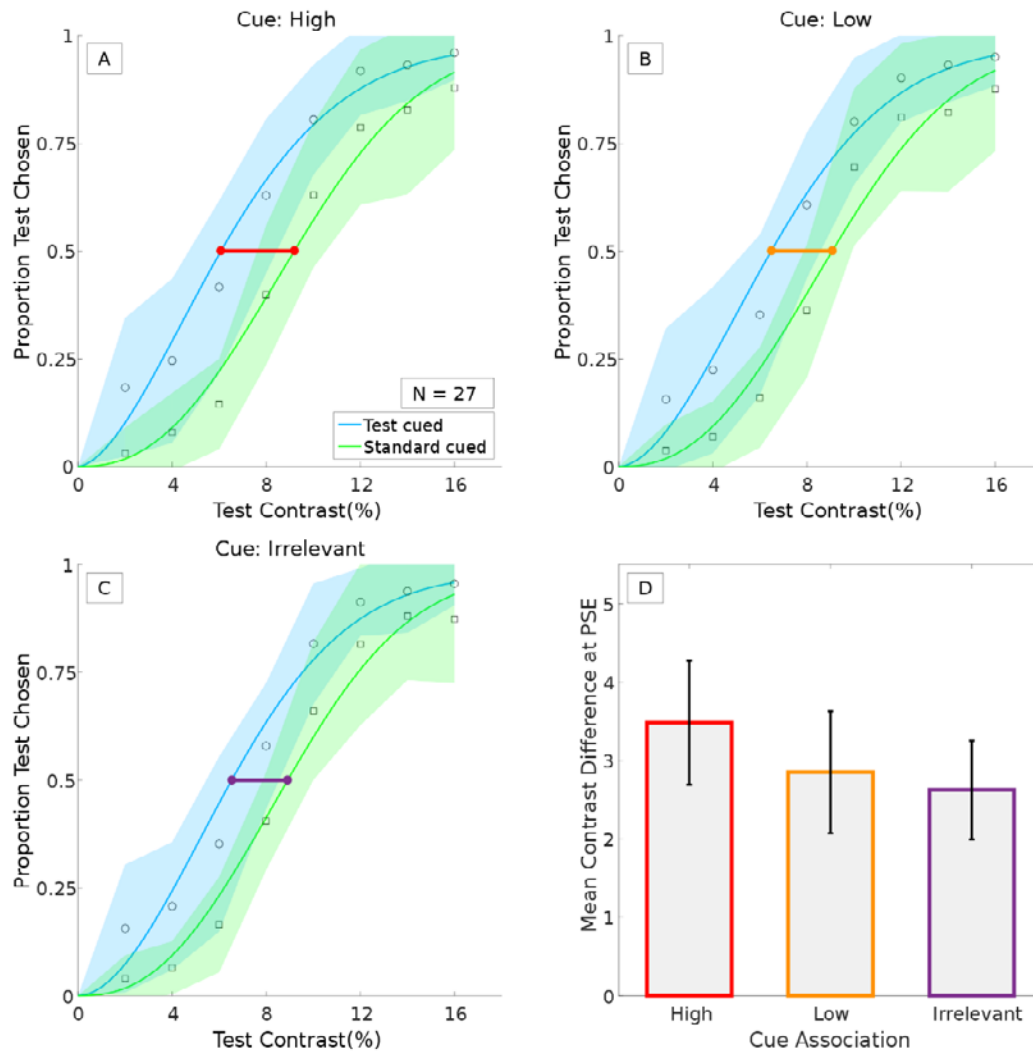 Cue: High
A
Proportion Test Chosen
1
0.75
0.5
0.25
0
N = 27
Test cued
Standard cued
0 4 8 12 16
Test Contrast(%)
Cue: Low
B
Proportion Test Chosen
1
0.75
0.5
0.25
0
0 4 8 12 16
Test Contrast(%)
Cue: Irrelevant
C
Proportion Test Chosen
1
0.75
0.5
0.25
0
0 4 8 12 16
Test Contrast(%)
D
Mean Contrast Difference at PSE
5
4
3
2
1
0
High Low Irrelevant
Cue Association